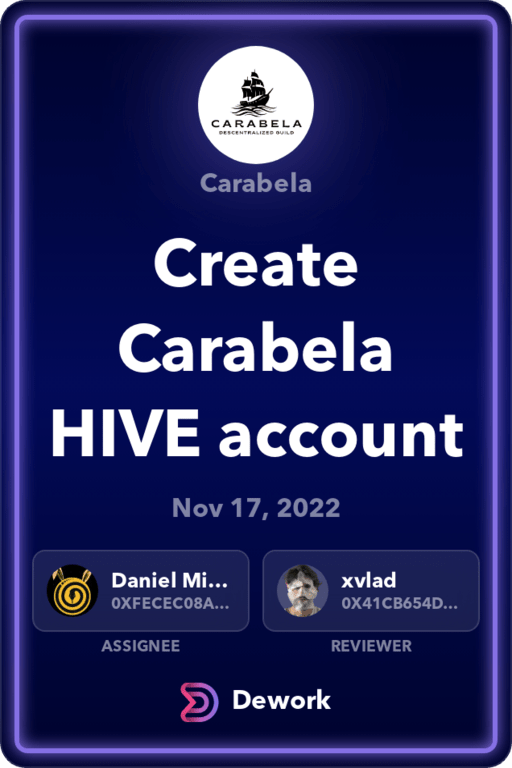 CARABELA
DESCENTRALIZED GUILD
Carabela
Create
Carabela
HIVE account
Nov 17, 2022
Daniel Mi...
0XFECEC08A...
ASSIGNEE
xvlad
0X41CB654D...
REVIEWER
Dework